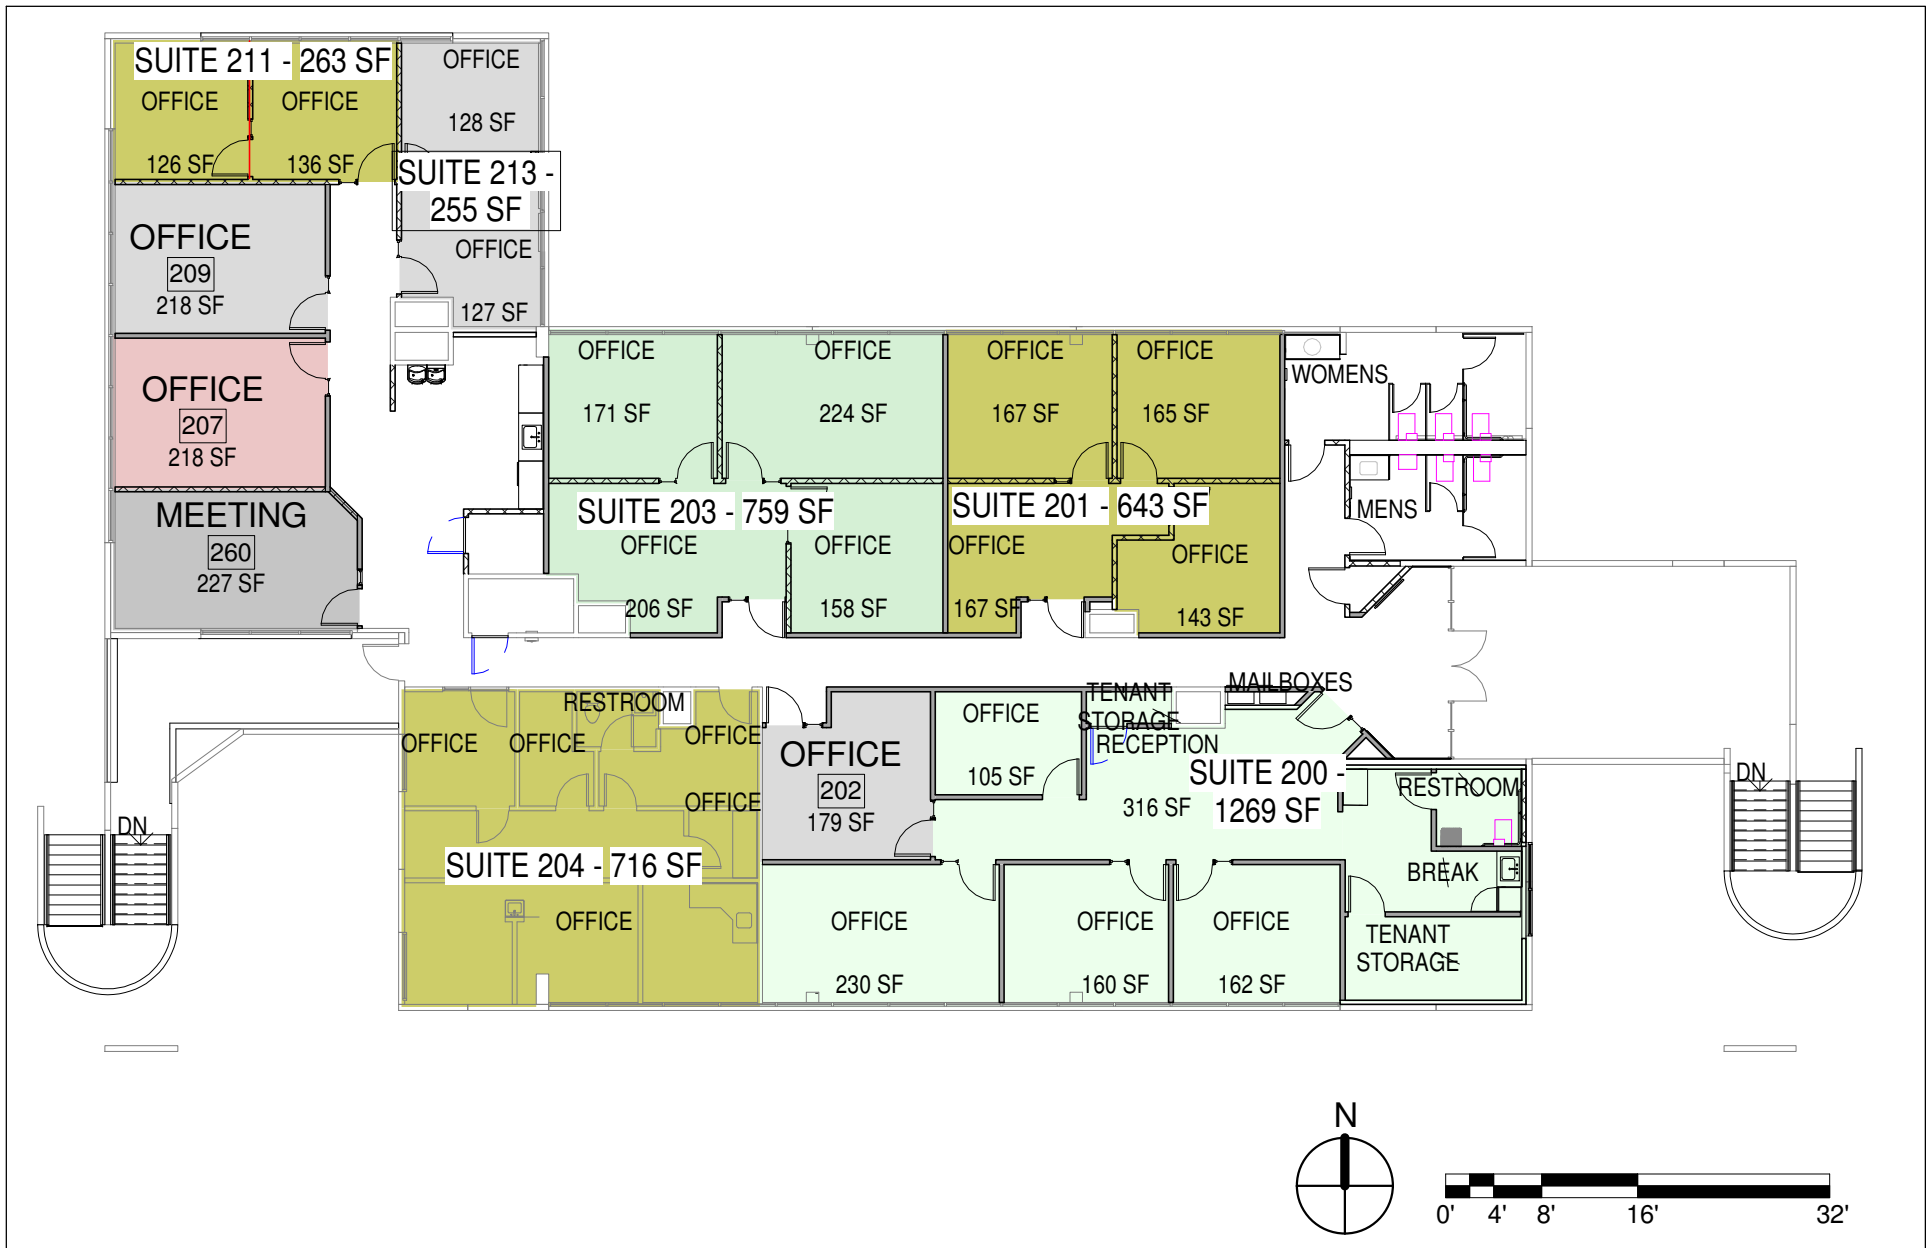 SUITE 211 - 263 SF
OFFICE
126 SF
OFFICE
136 SF
OFFICE
128 SF
SUITE 213 -
255 SF
OFFICE
127 SF
OFFICE
209
218 SF
OFFICE
207
218 SF
MEETING
260
227 SF
OFFICE
171 SF
OFFICE
224 SF
SUITE 203 - 759 SF
OFFICE
206 SF
OFFICE
158 SF
OFFICE
167 SF
OFFICE
165 SF
SUITE 201 - 643 SF
OFFICE
167 SF
OFFICE
143 SF
WOMENS
MENS
RESTROOM
OFFICE
OFFICE
OFFICE
OFFICE
SUITE 204 - 716 SF
OFFICE
OFFICE
202
179 SF
OFFICE
105 SF
TENANT
STORAGE
RECEPTION
316 SF
MAILBOXES
SUITE 200 -
1269 SF
RESTROOM
BREAK
TENANT
STORAGE
OFFICE
230 SF
OFFICE
160 SF
OFFICE
162 SF
DN
DN
N
0' 4' 8' 16' 32'